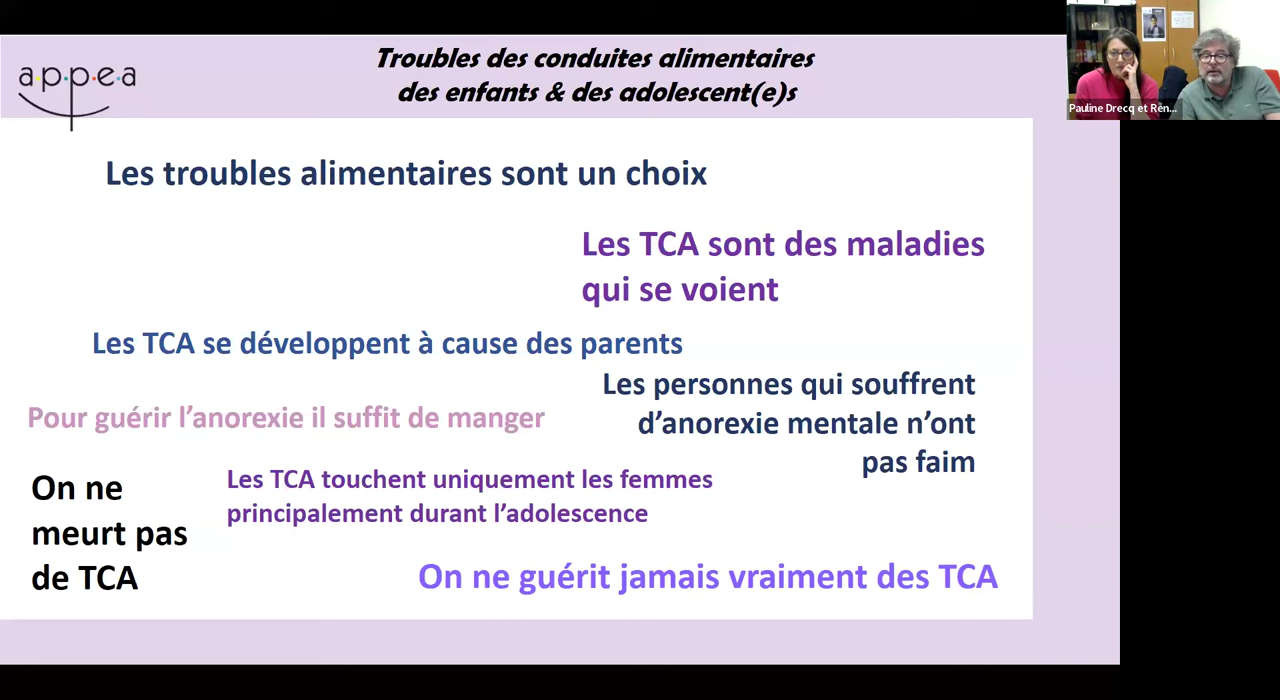 a·p·p·e·a
Troubles des conduites alimentaires
des enfants & des adolescent(e)s
Pauline Drecq et Rén...
Les troubles alimentaires sont un choix
Les TCA sont des maladies
qui se voient
Les TCA se développent à cause des parents
Les personnes qui souffrent
d’anorexie mentale n’ont
pas faim
Pour guérir l’anorexie il suffit de manger
Les TCA touchent uniquement les femmes
principalement durant l’adolescence
On ne
meurt pas
de TCA
On ne guérit jamais vraiment des TCA